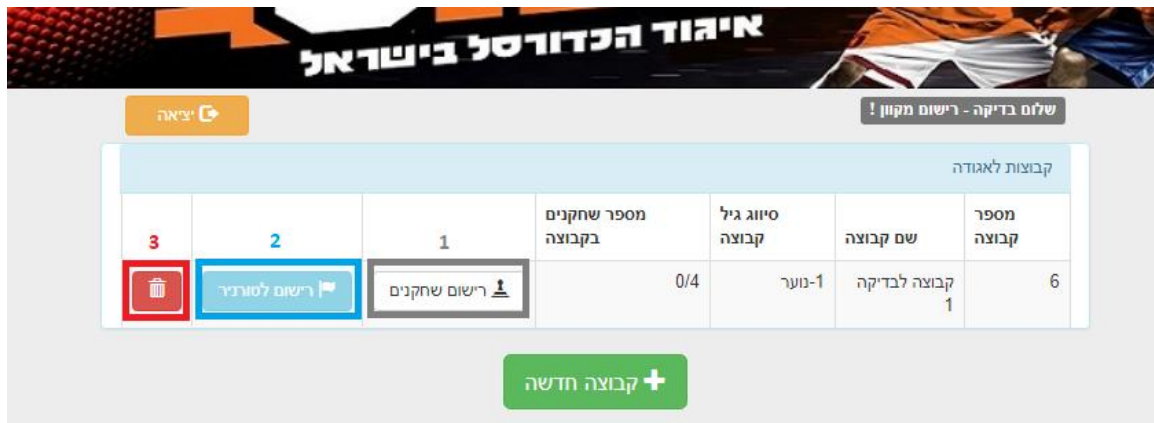 איגוד הכדורסל בישראל
שלום בדיקה - רישום מקוון !
יציאה
קבוצות לאגודה
מספר קבוצה
שם קבוצה
סיווג גיל קבוצה
מספר שחקנים בקבוצה
1
2
3
6
קבוצה לבדיקה 1
1-נוער
0/4
רישום שחקנים
רישום לטורניר
קבוצה חדשה